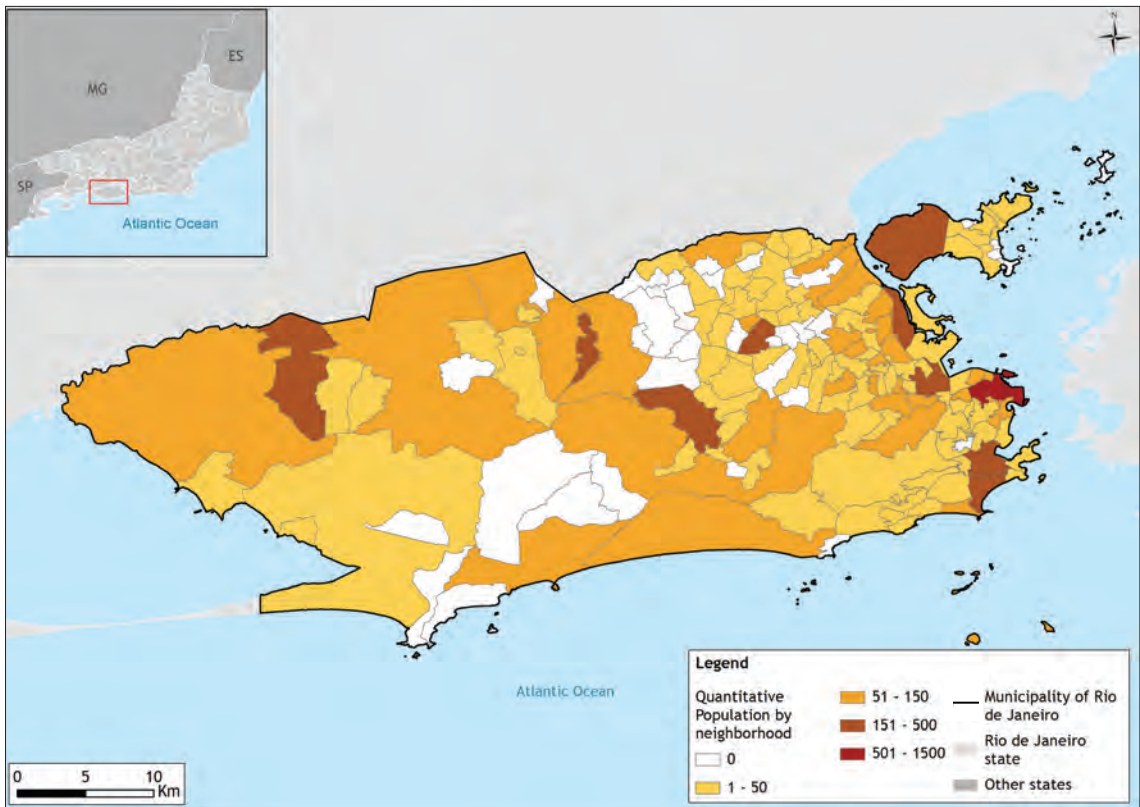 ES
MG
SP
Atlantic Ocean
N
Atlantic Ocean
Legend
Quantitative
Population by
neighborhood
0
1 - 50
51 - 150
151 - 500
501 - 1500
Municipality of Rio
de Janeiro
Rio de Janeiro
state
Other states
0 5 10
Km